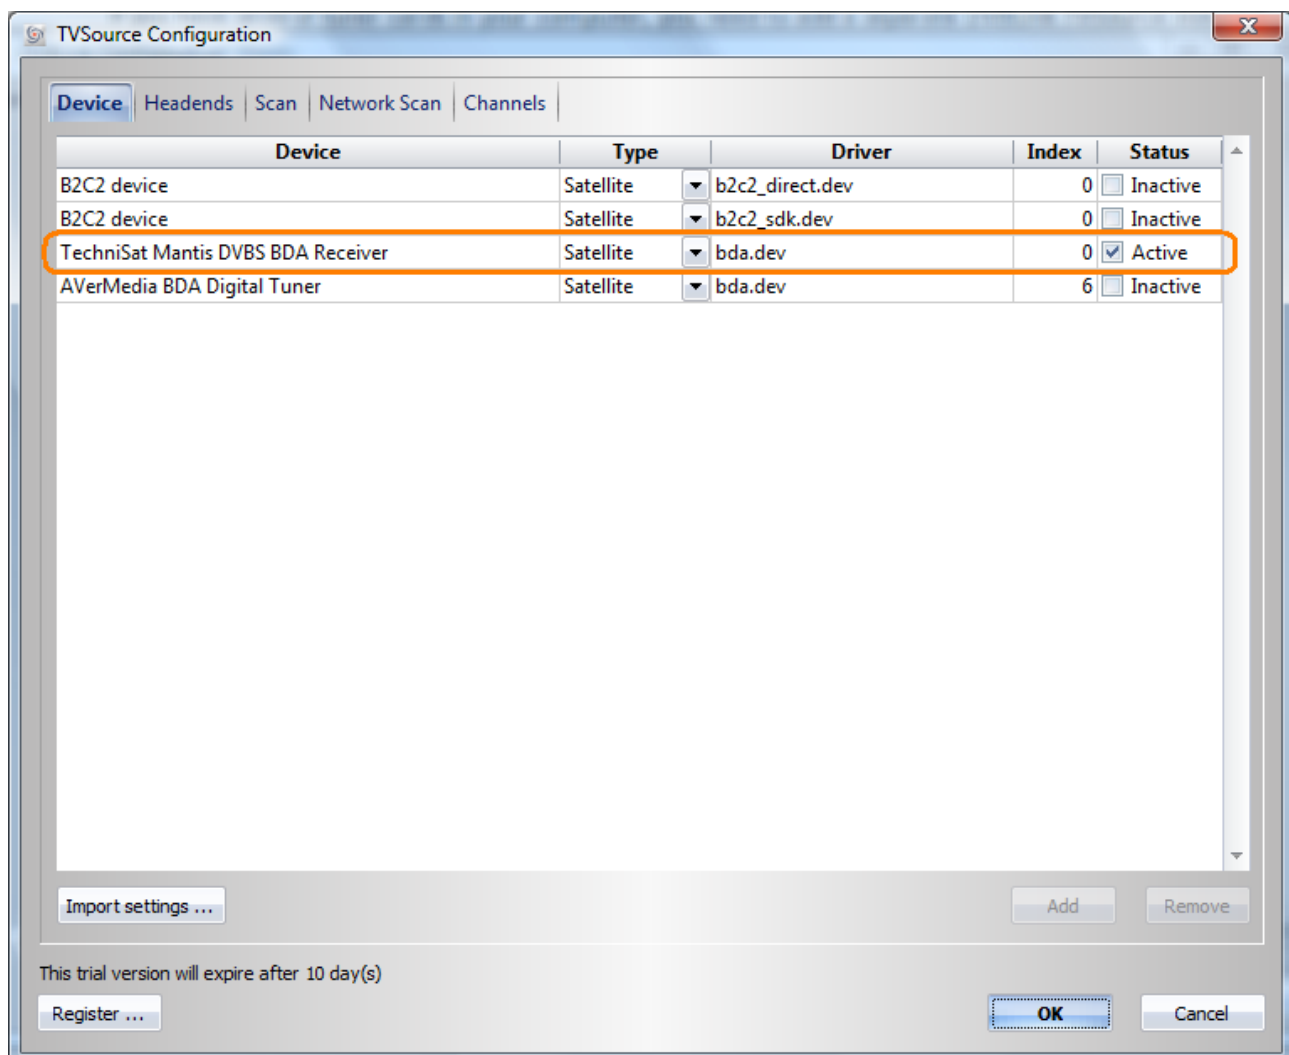 TVSource Configuration
Device Headends Scan Network Scan Channels
Device Type Driver Index Status
B2C2 device Satellite b2c2_direct.dev 0 Inactive
B2C2 device Satellite b2c2_sdk.dev 0 Inactive
TechniSat Mantis DVBS BDA Receiver Satellite bda.dev 0 Active
AVerMedia BDA Digital Tuner Satellite bda.dev 6 Inactive
Import settings ... Add Remove
This trial version will expire after 10 day(s)
Register ... OK Cancel